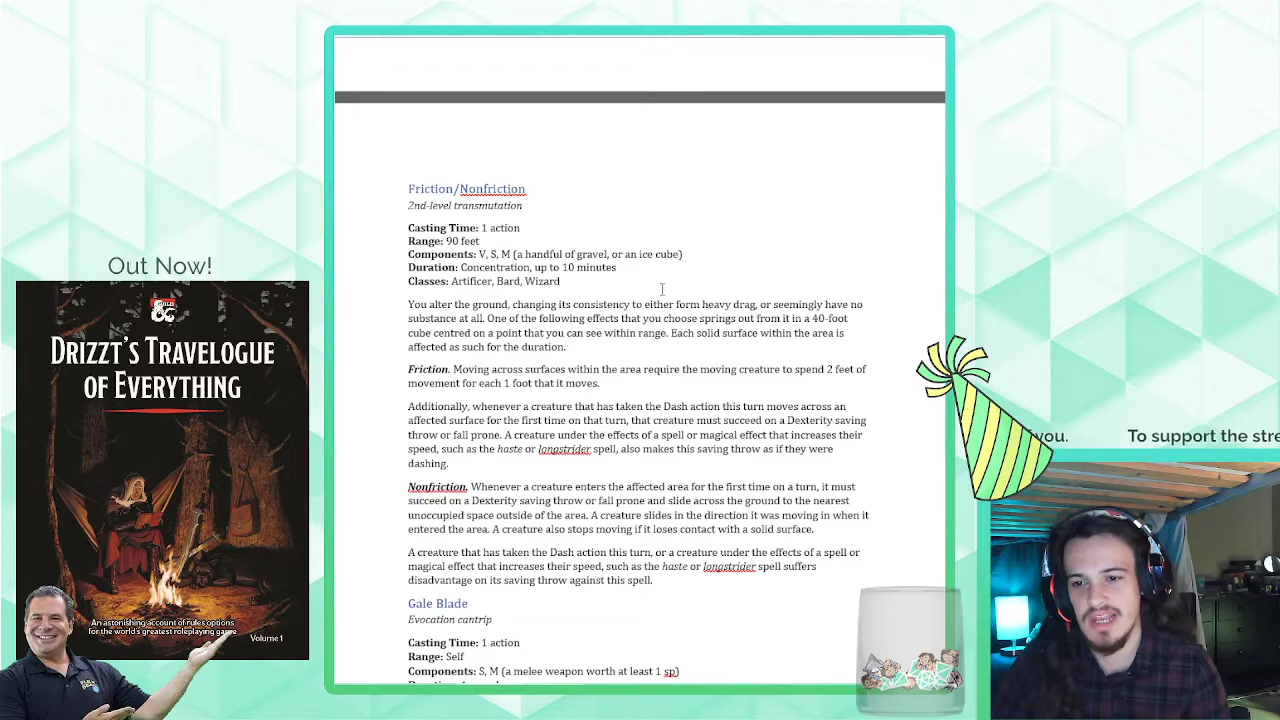 Out Now!
DRIZZT'S TRAVELOGUE
OF EVERYTHING
An astonishing account of rules options
for the world's greatest roleplaying game
Volume 1
Friction/Nonfriction
2nd-level transmutation
Casting Time: 1 action
Range: 90 feet
Components: V, S, M (a handful of gravel, or an ice cube)
Duration: Concentration, up to 10 minutes
Classes: Artificer, Bard, Wizard
You alter the ground, changing its consistency to either form heavy drag, or seemingly have no
substance at all. One of the following effects that you choose springs out from it in a 40-foot
cube centred on a point that you can see within range. Each solid surface within the area is
affected as such for the duration.
Friction. Moving across surfaces within the area require the moving creature to spend 2 feet of
movement for each 1 foot that it moves.
Additionally, whenever a creature that has taken the Dash action this turn moves across an
affected surface for the first time on that turn, that creature must succeed on a Dexterity saving
throw or fall prone. A creature under the effects of a spell or magical effect that increases their
speed, such as the haste or longstrider spell, also makes this saving throw as if they were
dashing.
Nonfriction. Whenever a creature enters the affected area for the first time on a turn, it must
succeed on a Dexterity saving throw or fall prone and slide across the ground to the nearest
unoccupied space outside of the area. A creature slides in the direction it was moving in when it
entered the area. A creature also stops moving if it loses contact with a solid surface.
A creature that has taken the Dash action this turn, or a creature under the effects of a spell or
magical effect that increases their speed, such as the haste or longstrider spell suffers
disadvantage on its saving throw against this spell.
Gale Blade
Evocation cantrip
Casting Time: 1 action
Range: Self
Components: S, M (a melee weapon worth at least 1 sp)
you. To support the stre